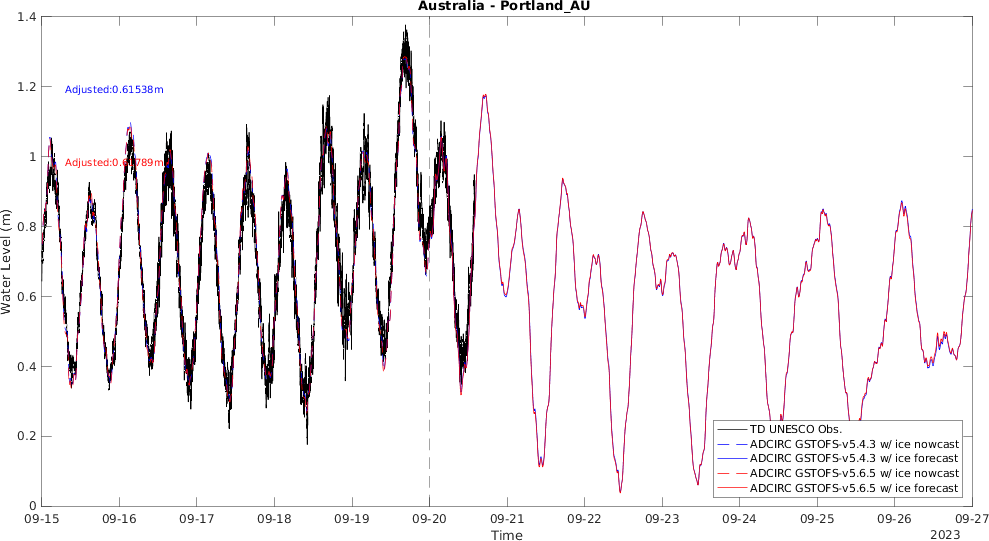 Australia - Portland_AU
1.4
1.2
1
0.8
0.6
0.4
0.2
0
Water Level (m)
Adjusted:0.61538m
TD UNESCO Obs.
ADCIRC GSTOFS-v5.4.3 w/ ice nowcast
ADCIRC GSTOFS-v5.4.3 w/ ice forecast
ADCIRC GSTOFS-v5.6.5 w/ ice nowcast
ADCIRC GSTOFS-v5.6.5 w/ ice forecast
09-15 09-16 09-17 09-18 09-19 09-20 09-21 09-22 09-23 09-24 09-25 09-26 09-27
Time
2023